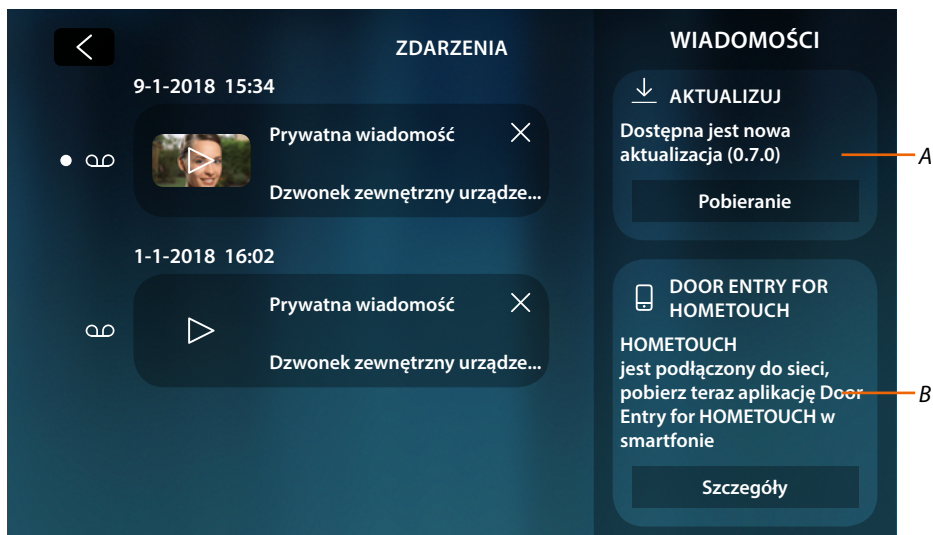 ZDARZENIA
9-1-2018 15:34
Prywatna wiadomość
Dzwonek zewnętrzny urządze...
1-1-2018 16:02
Prywatna wiadomość
Dzwonek zewnętrzny urządze...
WIADOMOŚCI
AKTUALIZUJ
Dostępna jest nowa
aktualizacja (0.7.0)
Pobieranie
A
DOOR ENTRY FOR
HOMETOUCH
HOMETOUCH
jest podłączony do sieci,
pobierz teraz aplikację Door
Entry for HOMETOUCH w
smartfonie
Szczegóły
B